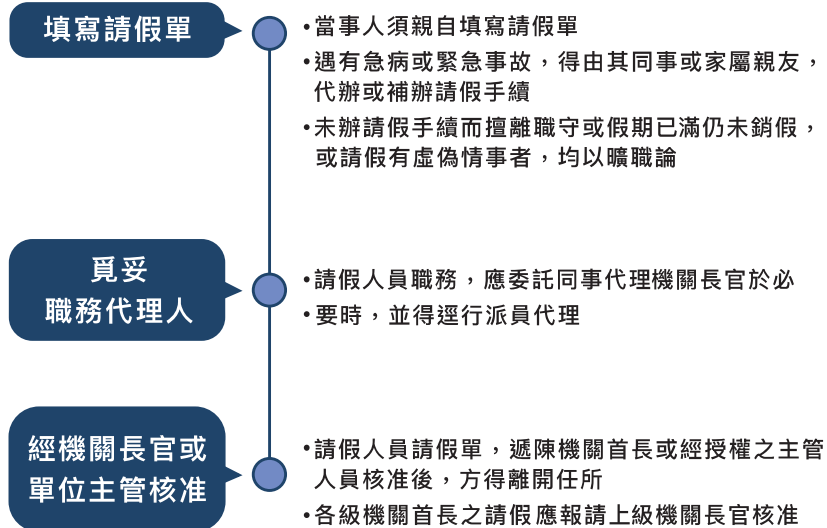 填寫請假單
•當事人須親自填寫請假單
•遇有急病或緊急事故，得由其同事或家屬親友，
代辦或補辦請假手續
•未辦請假手續而擅離職守或假期已滿仍未銷假，
或請假有虛偽情事者，均以曠職論
覓妥
職務代理人
•請假人員職務，應委託同事代理機關長官於必
•要時，並得逕行派員代理
經機關長官或
單位主管核准
•請假人員請假單，遞陳機關首長或經授權之主管
人員核准後，方得離開任所
•各級機關首長之請假應報請上級機關長官核准